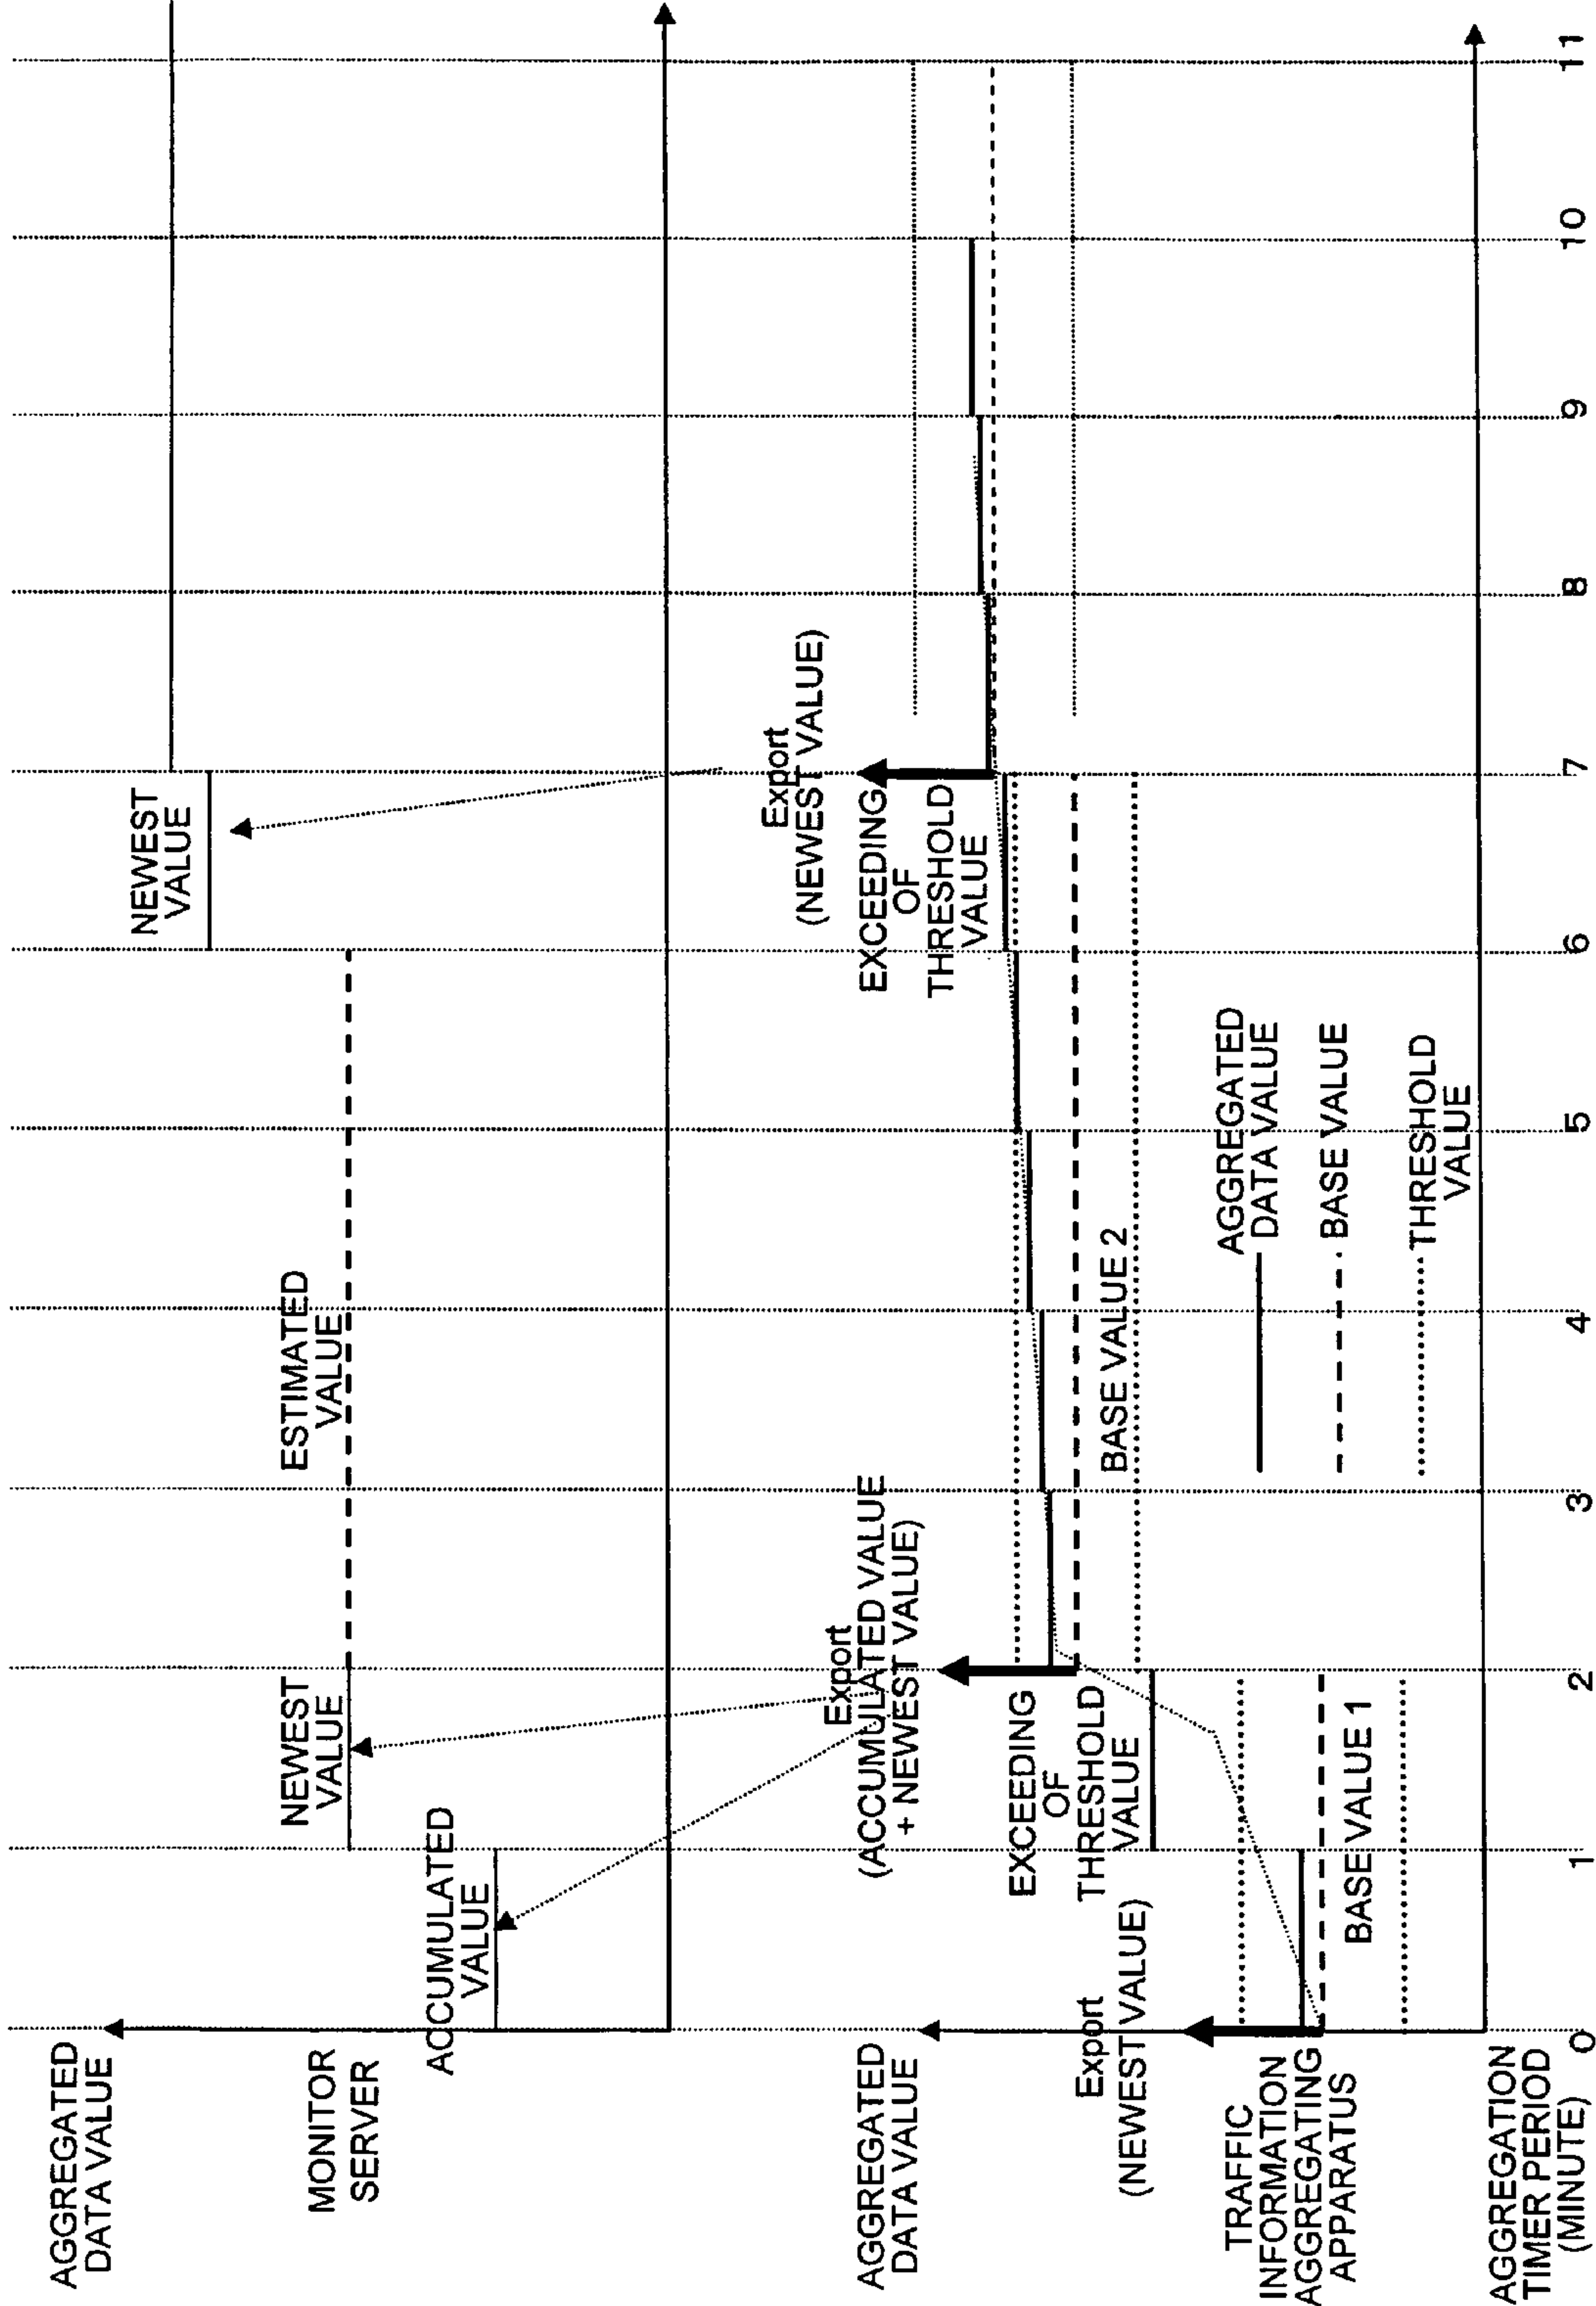 AGGREGATED
DATA VALUE
MONITOR
SERVER
ACCUMULATED
VALUE
NEWEST
VALUE
ESTIMATED
VALUE
NEWEST
VALUE
AGGREGATED
DATA VALUE
Export
(NEWEST VALUE)
Export
(ACCUMULATED VALUE
+ NEWEST VALUE)
EXCEEDING
OF
THRESHOLD
VALUE
Export
(NEWEST VALUE)
EXCEEDING
OF
THRESHOLD
VALUE
TRAFFIC
INFORMATION
AGGREGATING
APPARATUS
BASE VALUE 1
BASE VALUE 2
AGGREGATED
DATA VALUE
BASE VALUE
THRESHOLD
VALUE
AGGREGATION
TIMER PERIOD
(MINUTE)
0 1 2 3 4 5 6 7 8 9 10 11